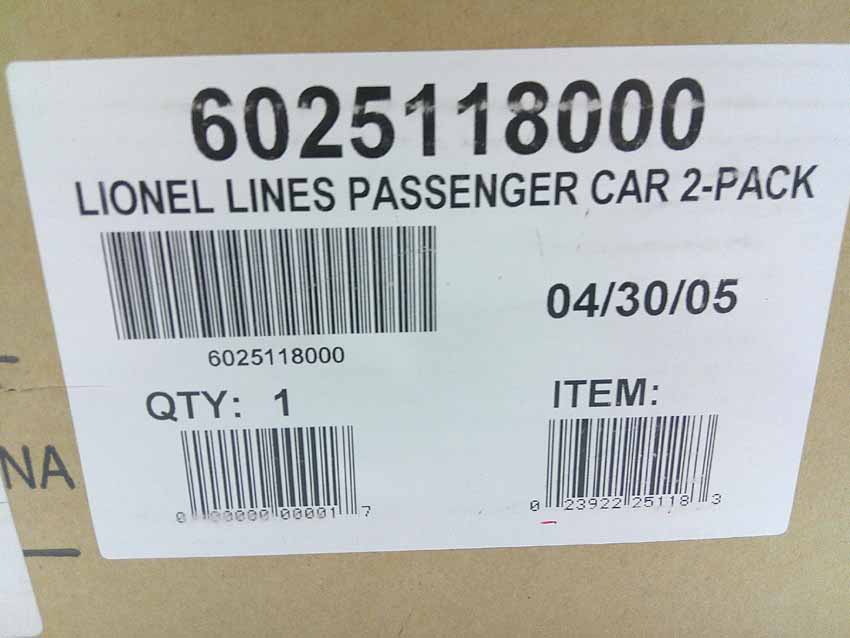 6025118000
LIONEL LINES PASSENGER CAR 2-PACK
6025118000
04/30/05
QTY: 1
ITEM:
0 00000 00001 7
0 23922 25118 3
NA